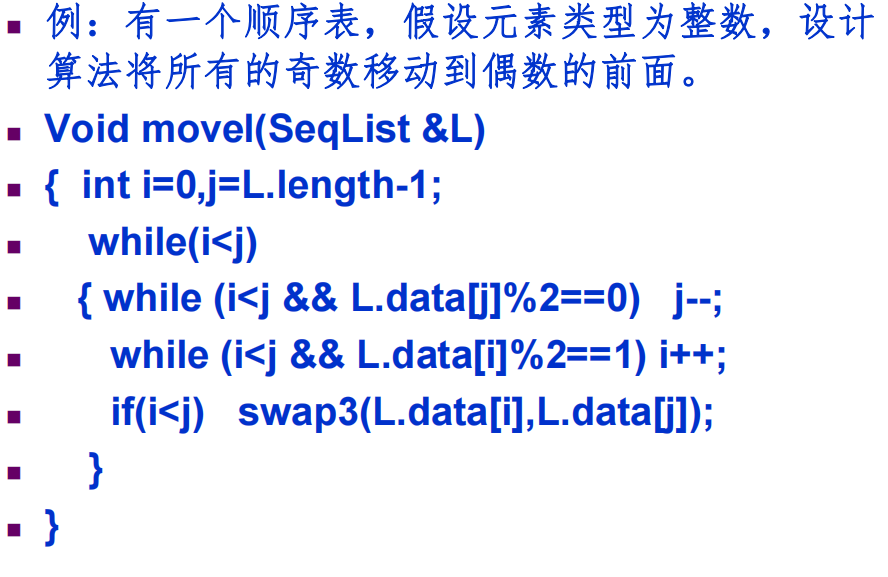 ■ 例：有一个顺序表，假设元素类型为整数，设计
算法将所有的奇数移动到偶数的前面。
■ Void movel(SeqList &L)
■ { int i=0,j=L.length-1;
■ while(i<j)
■ { while (i<j && L.data[j]%2==0) j--;
■ while (i<j && L.data[i]%2==1) i++;
■ if(i<j) swap3(L.data[i],L.data[j]);
■ }
■ }